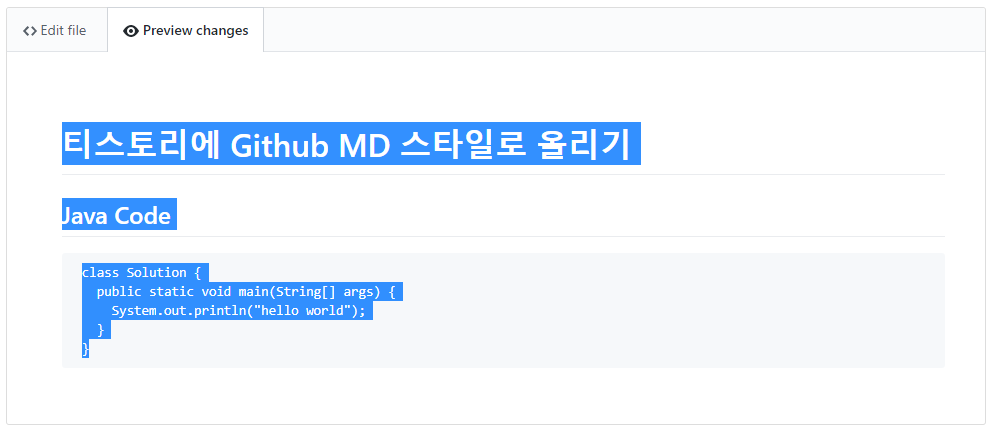 <> Edit file
Preview changes
티스토리에 Github MD 스타일로 올리기
Java Code
class Solution {
  public static void main(String[] args) {
    System.out.println("hello world");
  }
}